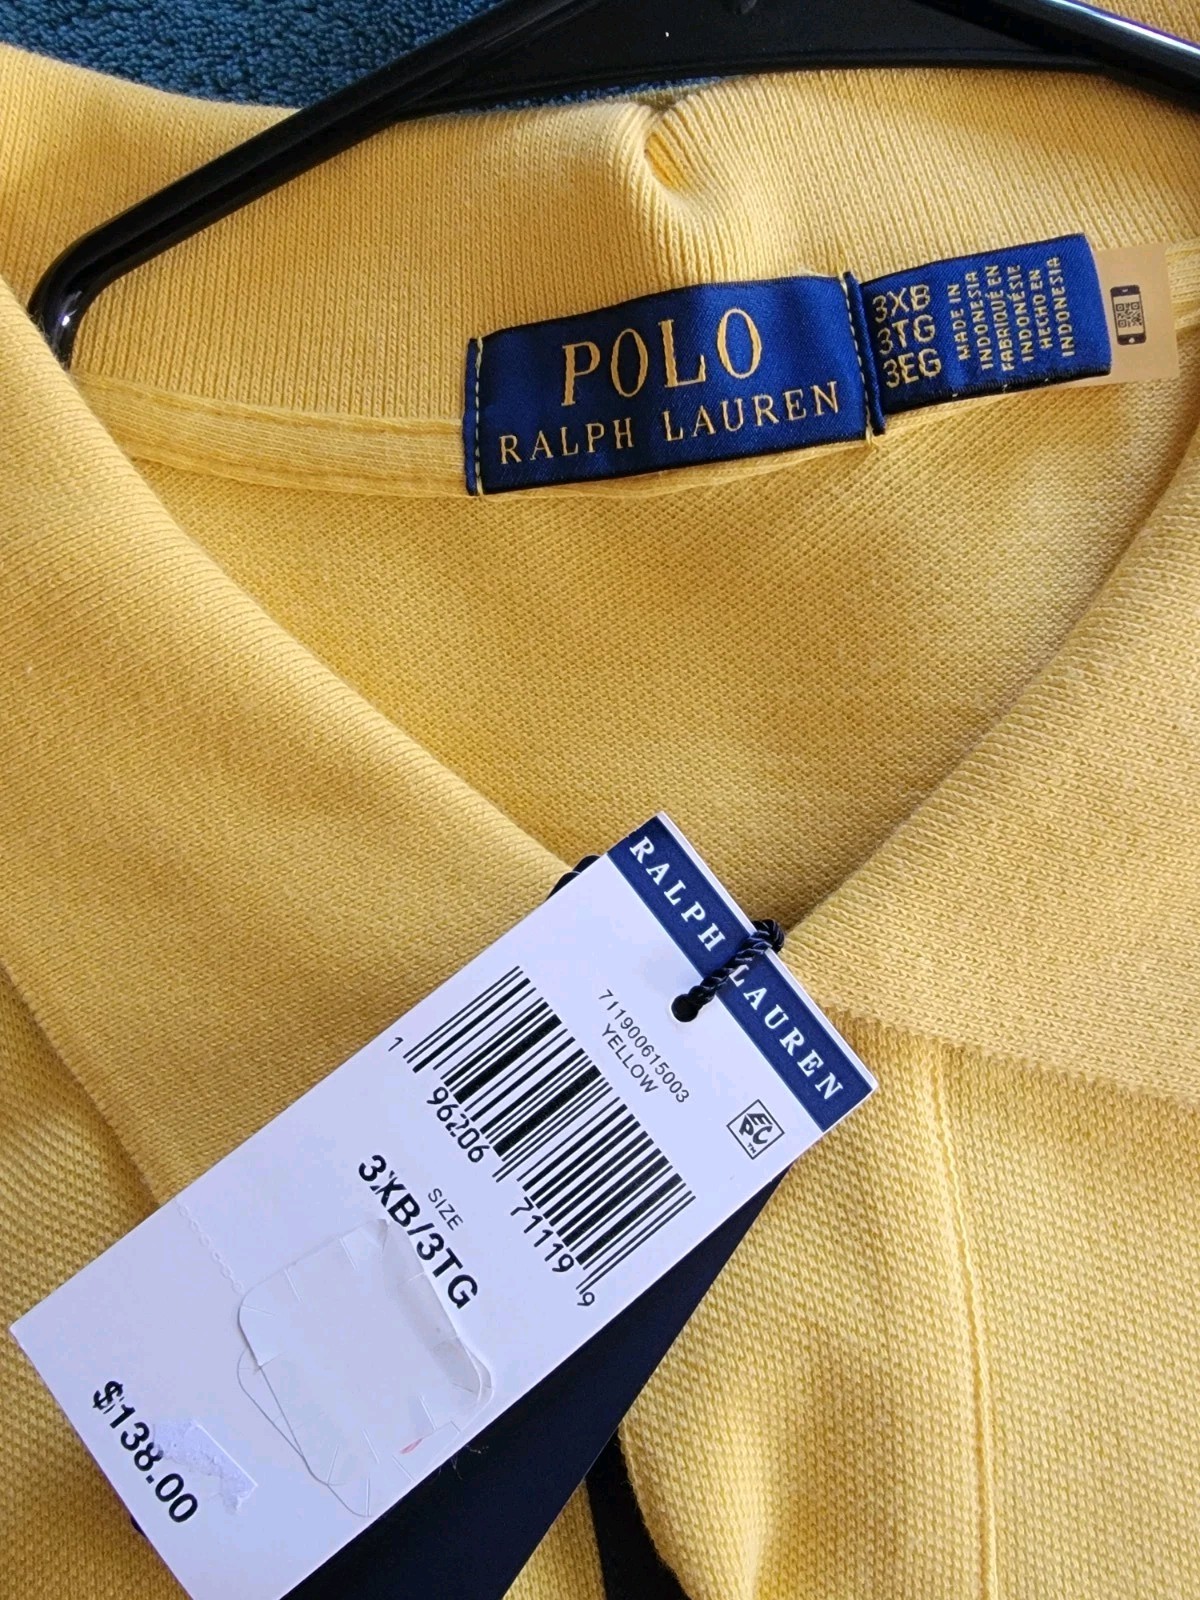 POLO
RALPH LAUREN
3XB
3TG
3EG
MADE IN
INDONESIA
FABRIQUÉ EN
INDONÉSIE
HECHO EN
INDONESIA
RALPH LAUREN
711900615003
YELLOW
EPC™
1 96206 71119 9
SIZE
3XB/3TG
$138.00